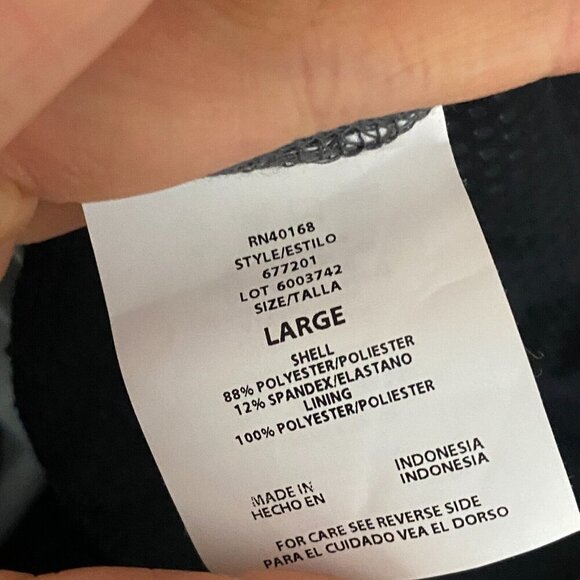 RN40168
STYLE/ESTILO
677201
LOT 6003742
SIZE/TALLA
LARGE
SHELL
88% POLYESTER/POLIESTER
12% SPANDEX/ELASTANO
LINING
100% POLYESTER/POLIESTER
MADE IN INDONESIA
HECHO EN INDONESIA
FOR CARE SEE REVERSE SIDE
PARA EL CUIDADO VEA EL DORSO